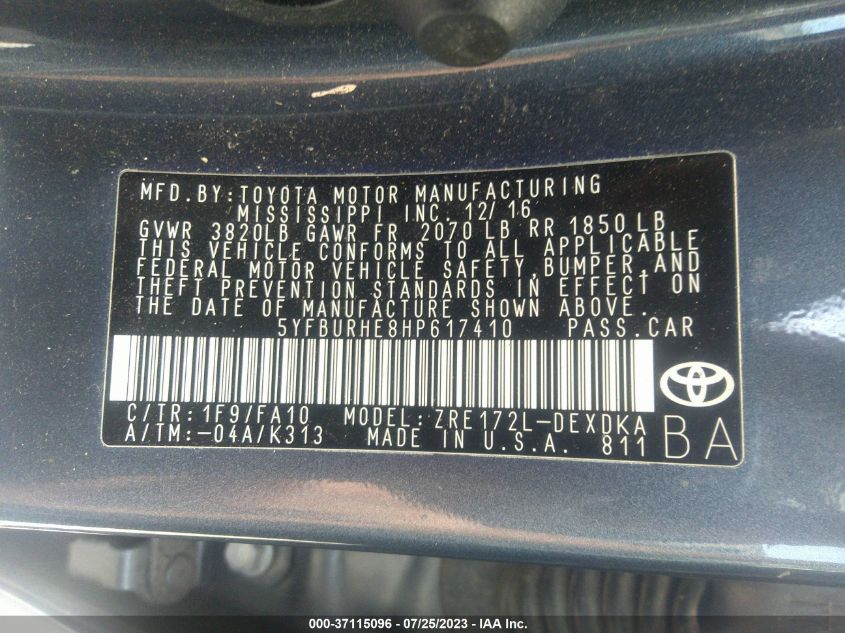 MFD.BY:TOYOTA MOTOR MANUFACTURING
MISSISSIPPI INC. 12/16
GVWR 3820LB GAWR FR 2070 LB RR 1850 LB
THIS VEHICLE CONFORMS TO ALL APPLICABLE
FEDERAL MOTOR VEHICLE SAFETY,BUMPER,AND
THEFT PREVENTION STANDARDS IN EFFECT ON
THE DATE OF MANUFACTURE SHOWN ABOVE.
5YFBURHE8HP617410 PASS.CAR
C/TR:1F9/FA10 MODEL:ZRE172L-DEXDKA
A/TM:-04A/K313 MADE IN U.S.A. 811
BA
000-37115096 - 07/25/2023 - IAA Inc.